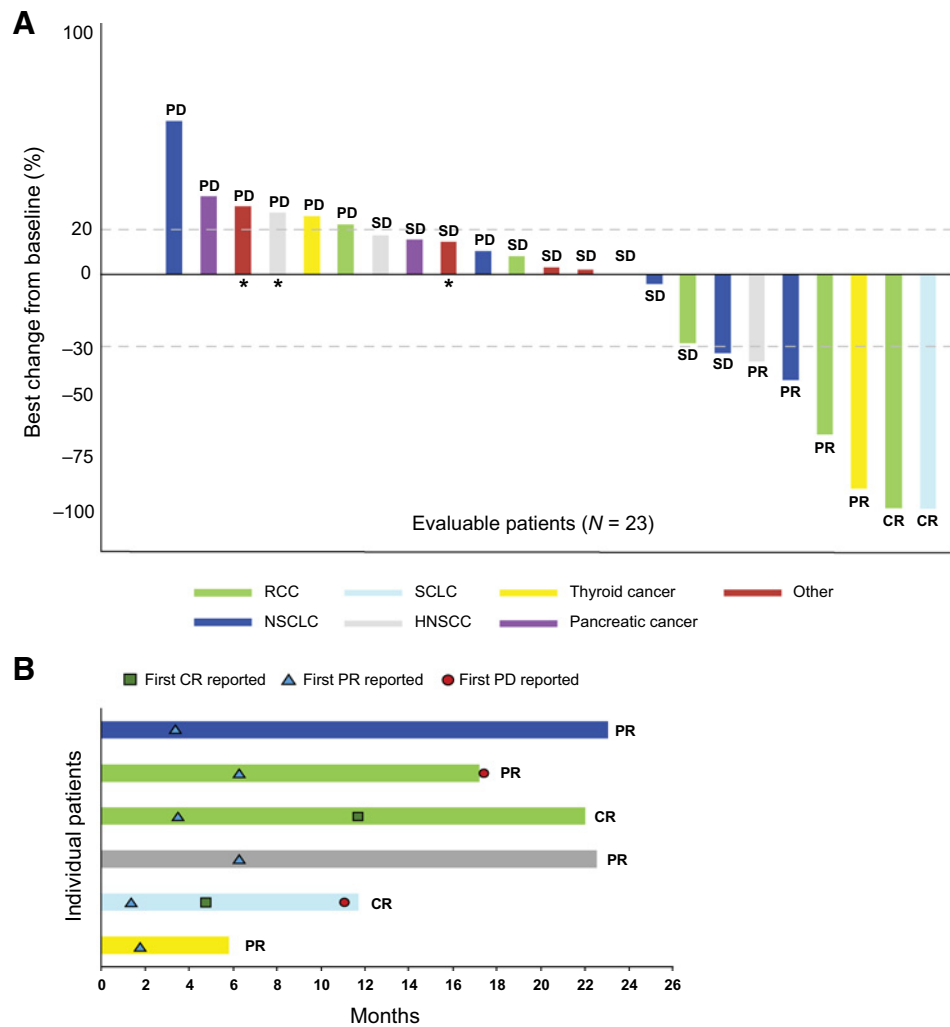 A
Best change from baseline (%)
100
20
0
–30
–50
–75
–100
PD
PD
PD
PD
PD
PD
SD
SD
SD
PD
SD
SD
SD
SD
*
*
*
SD
SD
SD
PR
PR
PR
PR
CR
CR
Evaluable patients (N = 23)
RCC SCLC Thyroid cancer Other
NSCLC HNSCC Pancreatic cancer
B
First CR reported First PR reported First PD reported
Individual patients
PR
PR
CR
PR
CR
PR
0 2 4 6 8 10 12 14 16 18 20 22 24 26
Months